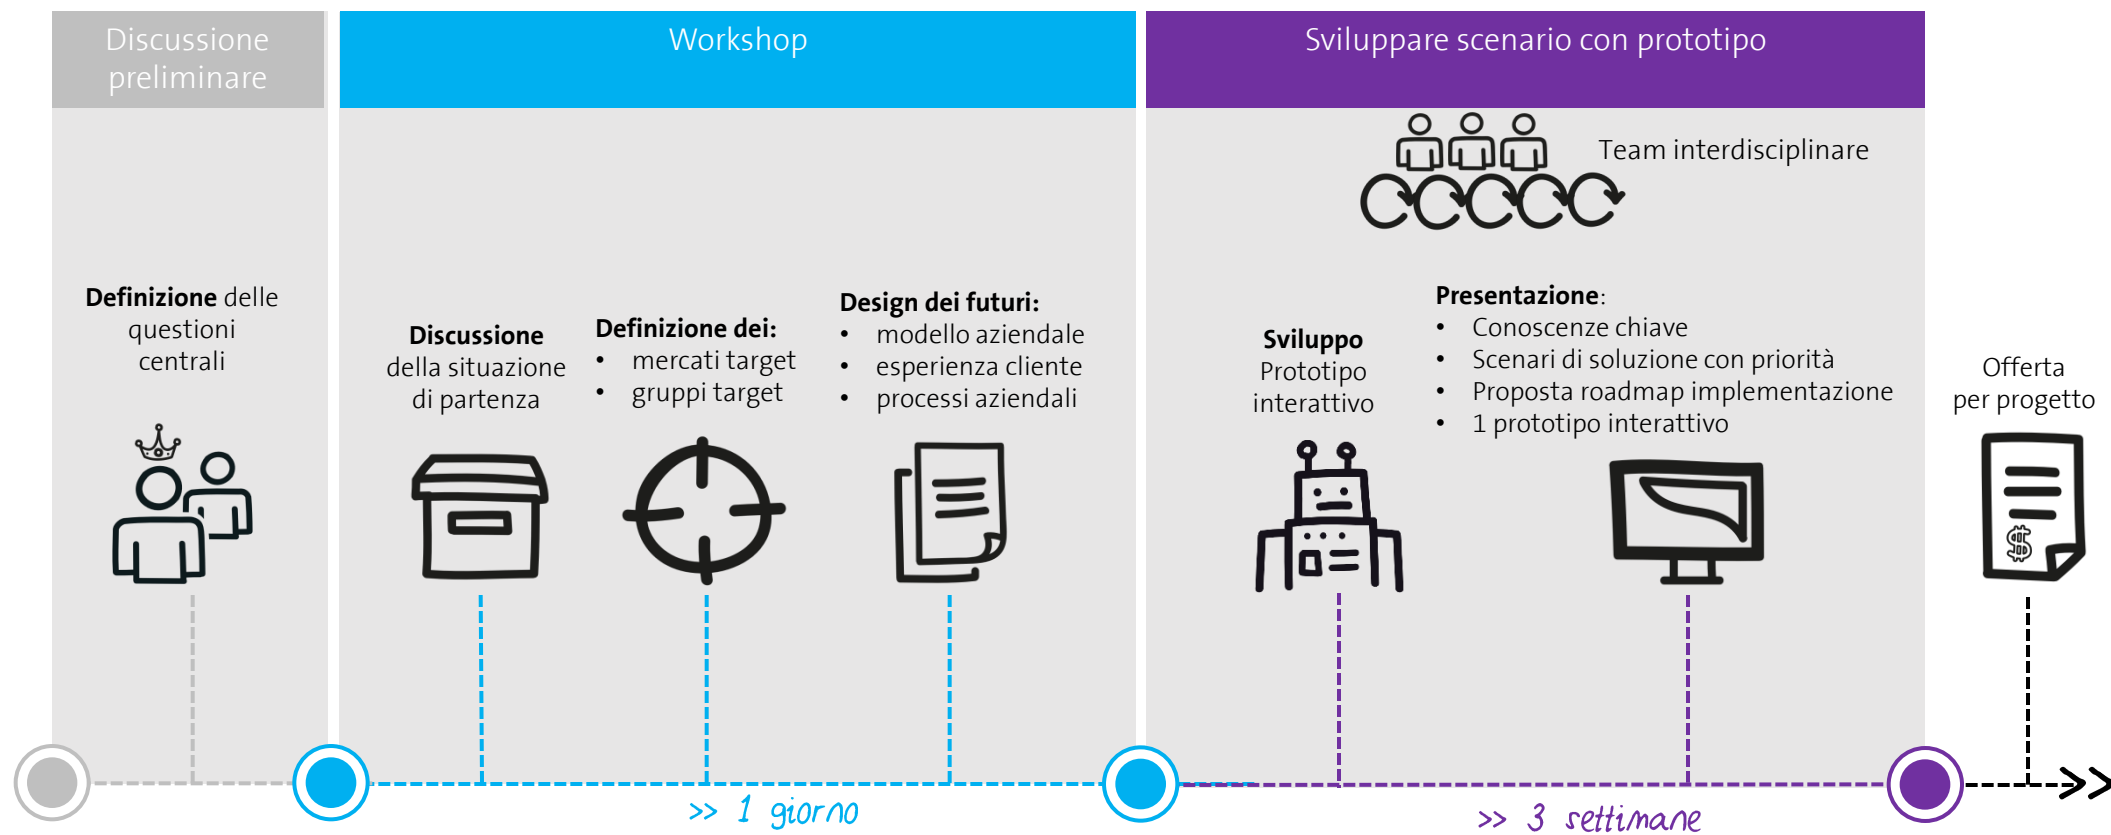 Discussione
preliminare
Workshop
Sviluppare scenario con prototipo
Team interdisciplinare
Definizione delle
questioni
centrali
Discussione
della situazione
di partenza
Definizione dei:
• mercati target
• gruppi target
Design dei futuri:
• modello aziendale
• esperienza cliente
• processi aziendali
Sviluppo
Prototipo
interattivo
Presentazione:
• Conoscenze chiave
• Scenari di soluzione con priorità
• Proposta roadmap implementazione
• 1 prototipo interattivo
Offerta
per progetto
$
>> 1 giorno
>> 3 settimane